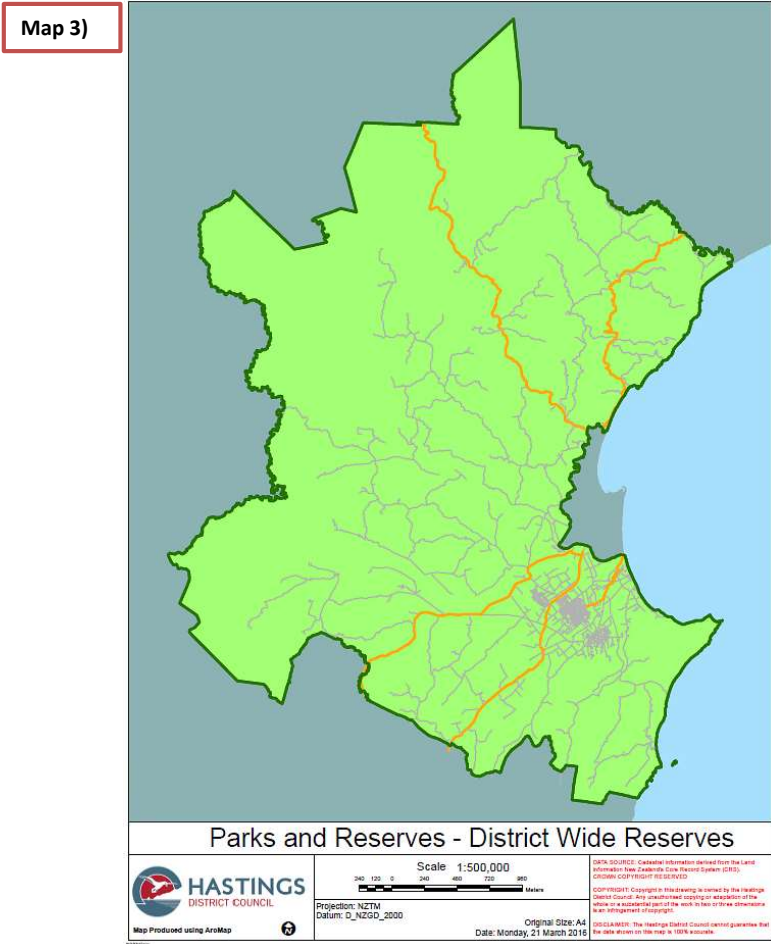 Map 3)
Parks and Reserves - District Wide Reserves
HASTINGS
DISTRICT COUNCIL
Map Produced using AroMap
Scale 1:500,000
240 120 0 240 480 720 960
Meters
Projection: NZTM
Datum: D_NZGD_2000
Original Size: A4
Date: Monday, 21 March 2016
DATA SOURCE: Cadastral information derived from the Land
Information New Zealands Core Record System (CRS).
CROWN COPYRIGHT RESERVED
COPYRIGHT: Copyright in this drawing is owned by the Hastings
District Council. Any unauthorised copying or adaptation of the
whole or a substantial part of the work in two or three dimensions
is an infringement of copyright.
DISCLAIMER: The Hastings District Council cannot guarantee that
the data shown on this map is 100% accurate.